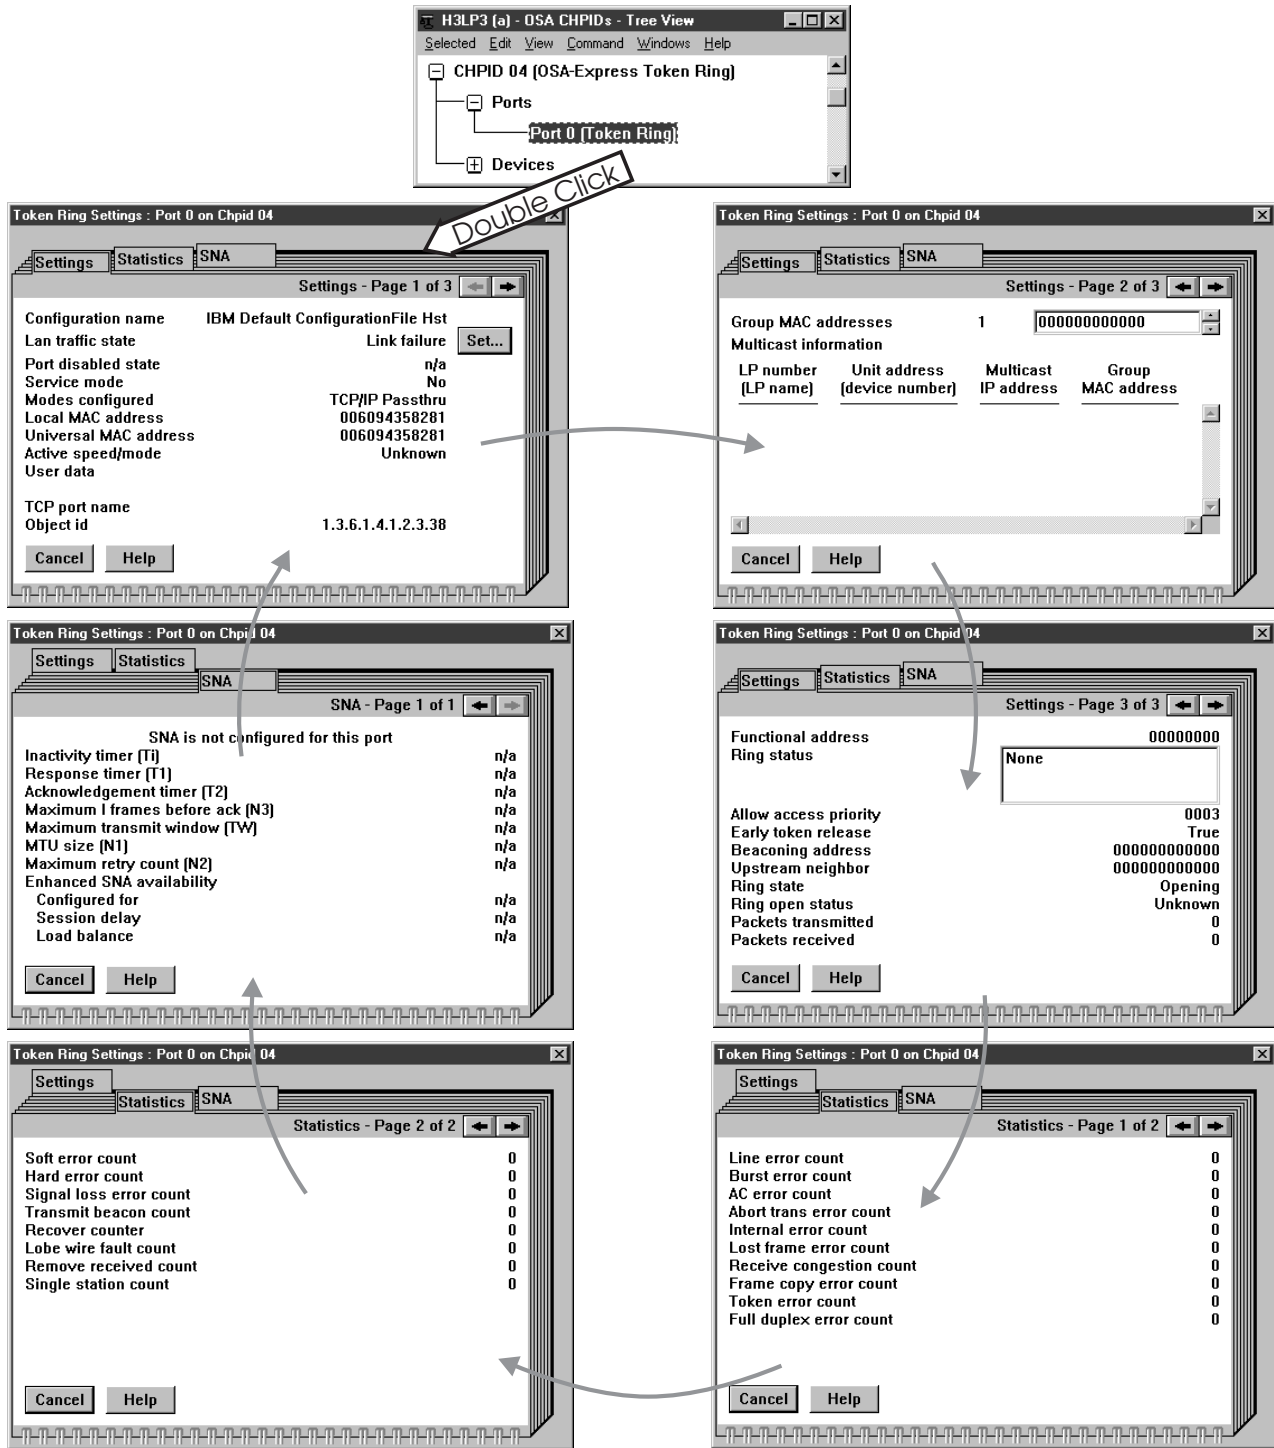 H3LP3 (a) - OSA CHPIDs - Tree View
Selected Edit View Command Windows Help
CHPID 04 (OSA-Express Token Ring)
Ports
Port 0 (Token Ring)
Devices
Double Click
Token Ring Settings : Port 0 on Chpid 04
Settings Statistics SNA
Settings - Page 1 of 3
Configuration name IBM Default ConfigurationFile Hst
Lan traffic state Link failure Set...
Port disabled state n/a
Service mode No
Modes configured TCP/IP Passthru
Local MAC address 006094358281
Universal MAC address 006094358281
Active speed/mode Unknown
User data
TCP port name
Object id 1.3.6.1.4.1.2.3.38
Cancel Help
Token Ring Settings : Port 0 on Chpid 04
Settings Statistics SNA
Settings - Page 2 of 3
Group MAC addresses 1 000000000000
Multicast information
LP number Unit address Multicast Group
(LP name) (device number) IP address MAC address
Cancel Help
Token Ring Settings : Port 0 on Chpid 04
Settings Statistics SNA
Settings - Page 3 of 3
Functional address 00000000
Ring status None
Allow access priority 0003
Early token release True
Beaconing address 000000000000
Upstream neighbor 000000000000
Ring state Opening
Ring open status Unknown
Packets transmitted 0
Packets received 0
Cancel Help
Token Ring Settings : Port 0 on Chpid 04
Settings Statistics SNA
Statistics - Page 1 of 2
Line error count 0
Burst error count 0
AC error count 0
Abort trans error count 0
Internal error count 0
Lost frame error count 0
Receive congestion count 0
Frame copy error count 0
Token error count 0
Full duplex error count 0
Cancel Help
Token Ring Settings : Port 0 on Chpid 04
Settings Statistics SNA
Statistics - Page 2 of 2
Soft error count 0
Hard error count 0
Signal loss error count 0
Transmit beacon count 0
Recover counter 0
Lobe wire fault count 0
Remove received count 0
Single station count 0
Cancel Help
Token Ring Settings : Port 0 on Chpid 04
Settings Statistics SNA
SNA - Page 1 of 1
SNA is not configured for this port
Inactivity timer (Ti) n/a
Response timer (T1) n/a
Acknowledgement timer (T2) n/a
Maximum I frames before ack (N3) n/a
Maximum transmit window (TW) n/a
MTU size (N1) n/a
Maximum retry count (N2) n/a
Enhanced SNA availability
Configured for n/a
Session delay n/a
Load balance n/a
Cancel Help